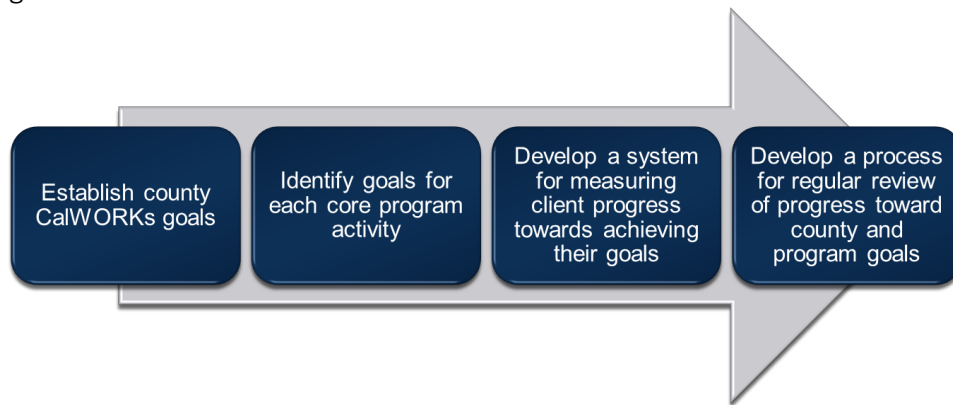 g
Establish county
CalWORKs goals
Identify goals for
each core program
activity
Develop a system
for measuring
client progress
towards achieving
their goals
Develop a process
for regular review
of progress toward
county and
program goals